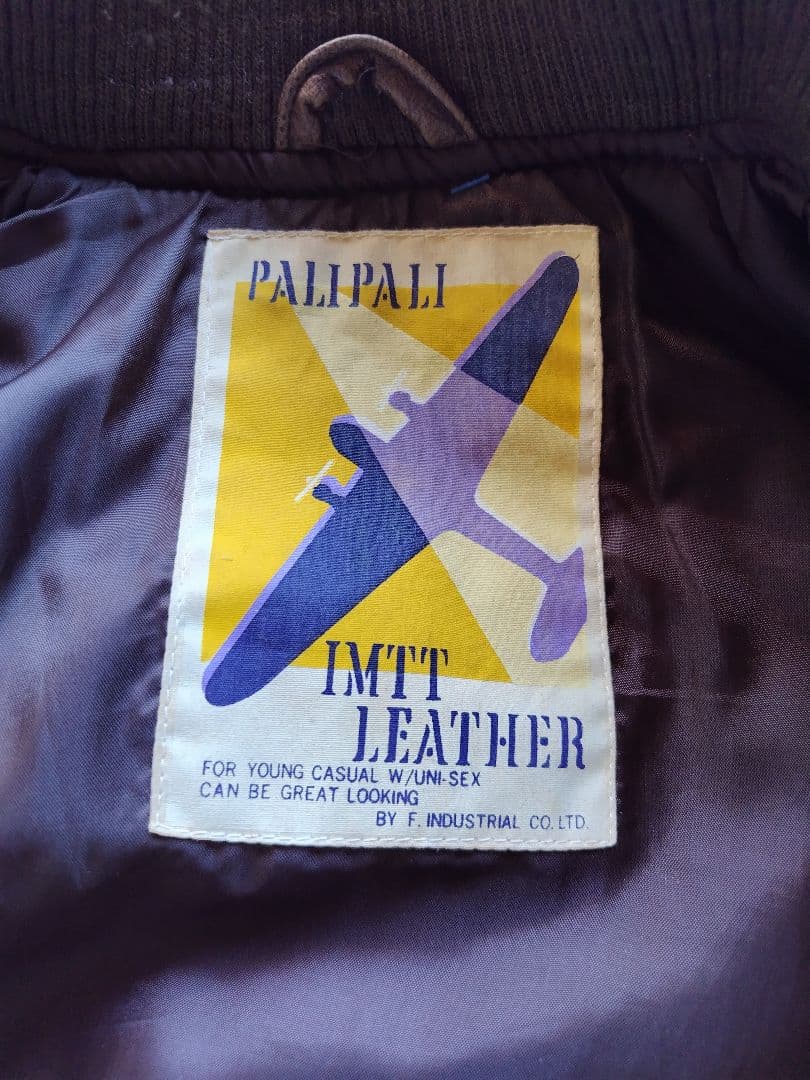 PALIPALI
IMTT
LEATHER
FOR YOUNG CASUAL W/UNI-SEX
CAN BE GREAT LOOKING
BY F. INDUSTRIAL CO. LTD.